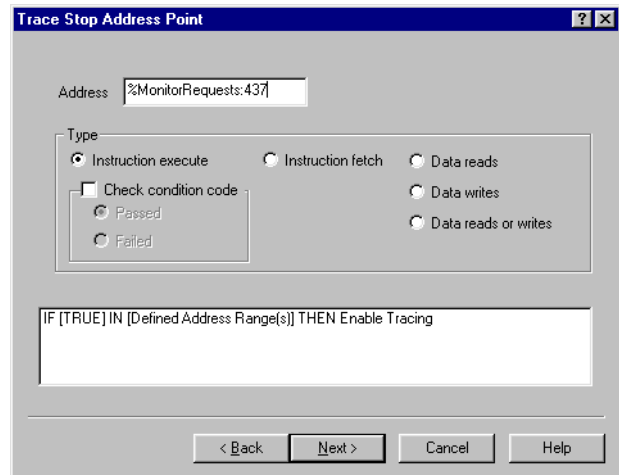 Trace Stop Address Point
Address %MonitorRequests:437
Type
Instruction execute Instruction fetch Data reads
Check condition code Data writes
Passed Data reads or writes
Failed
IF [TRUE] IN [Defined Address Range(s)] THEN Enable Tracing
< Back Next > Cancel Help